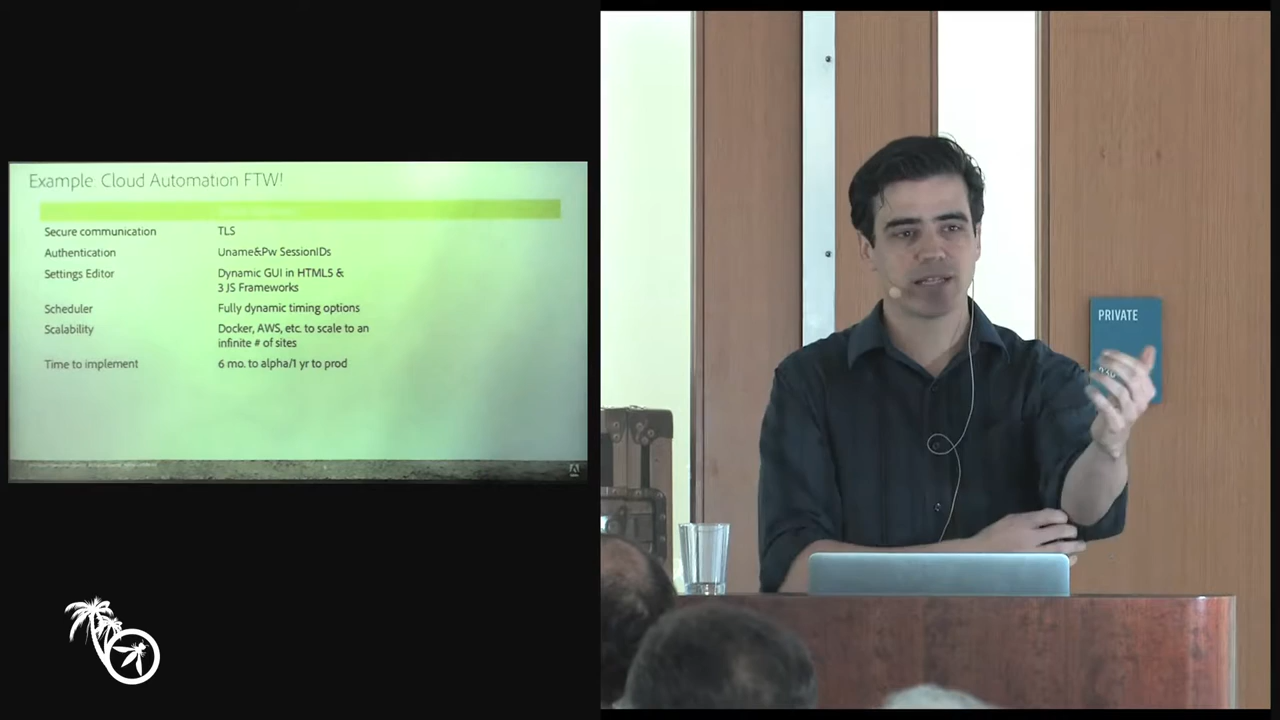 Example Cloud Automation FTW!
Secure communication TLS
Authentication Uname&Pw SessionIDs
Settings Editor Dynamic GUI in HTML5 &
3 JS Frameworks
Scheduler Fully dynamic timing options
Scalability Docker, AWS, etc. to scale to an
infinite # of sites
Time to implement 6 mo. to alpha/1 yr to prod
PRIVATE